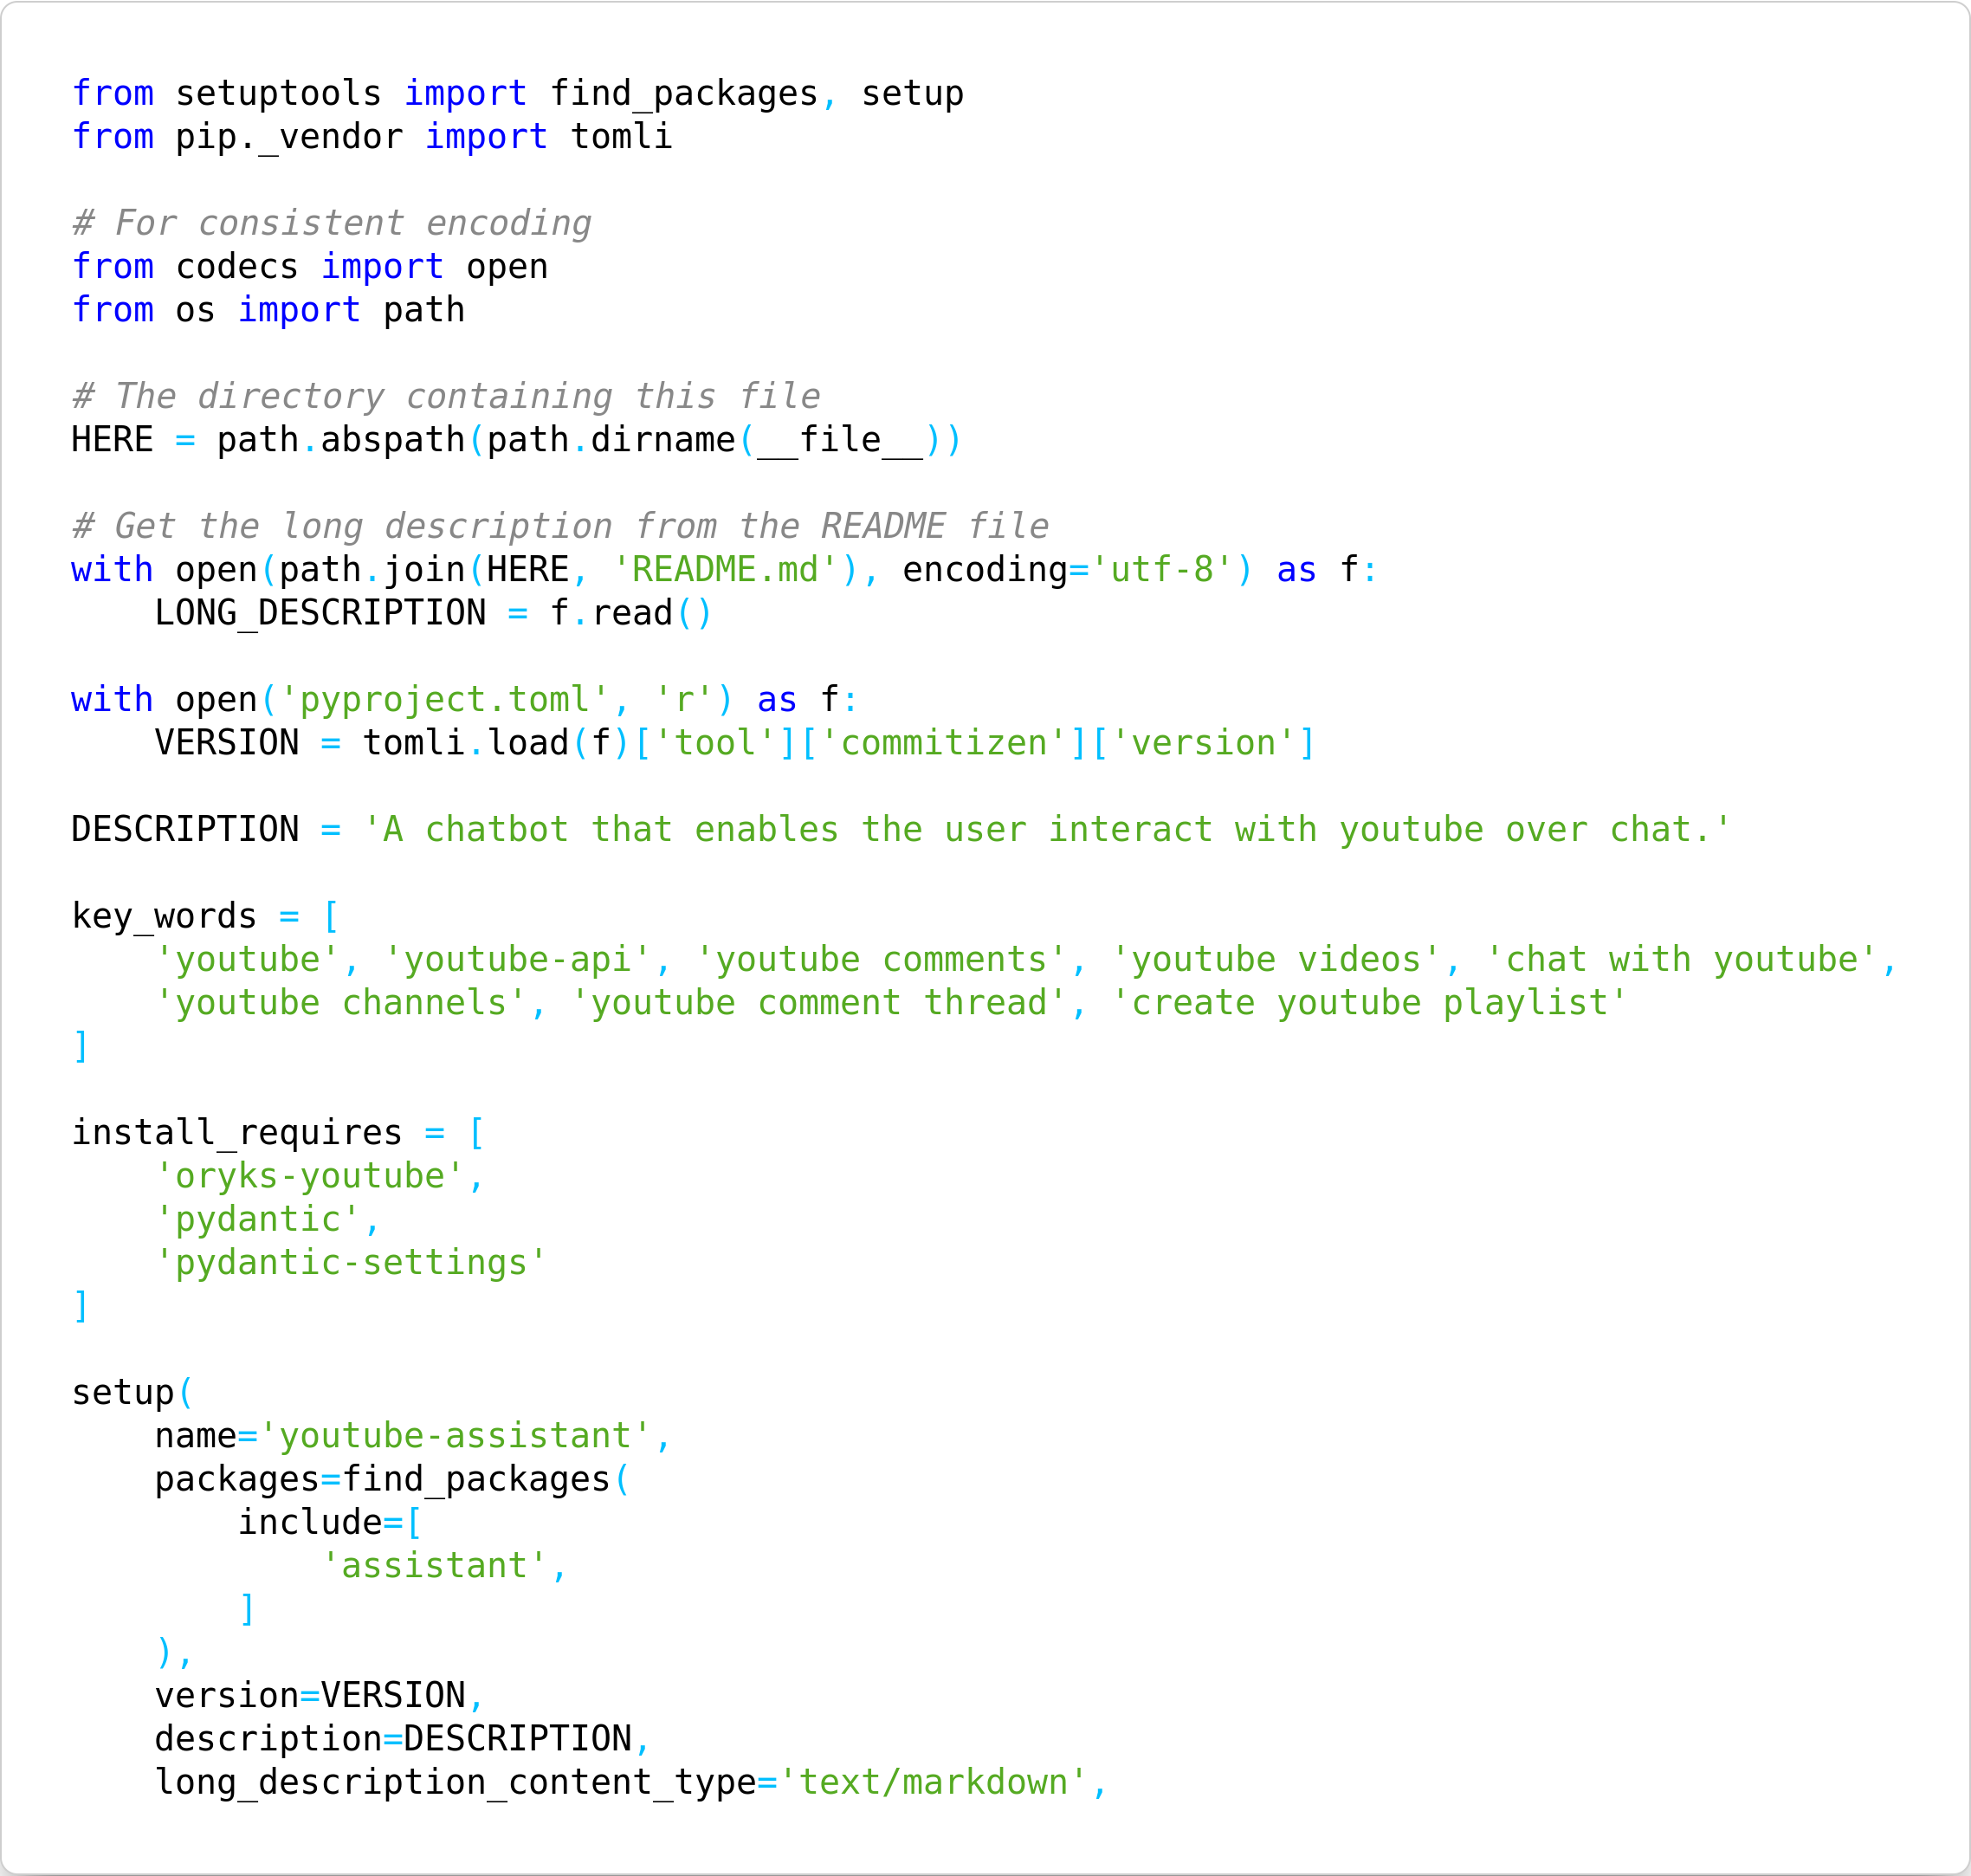 from setuptools import find_packages, setup
from pip._vendor import tomli

# For consistent encoding
from codecs import open
from os import path

# The directory containing this file
HERE = path.abspath(path.dirname(__file__))

# Get the long description from the README file
with open(path.join(HERE, 'README.md'), encoding='utf-8') as f:
    LONG_DESCRIPTION = f.read()

with open('pyproject.toml', 'r') as f:
    VERSION = tomli.load(f)['tool']['commitizen']['version']

DESCRIPTION = 'A chatbot that enables the user interact with youtube over chat.'

key_words = [
    'youtube', 'youtube-api', 'youtube comments', 'youtube videos', 'chat with youtube',
    'youtube channels', 'youtube comment thread', 'create youtube playlist'
]

install_requires = [
    'oryks-youtube',
    'pydantic',
    'pydantic-settings'
]

setup(
    name='youtube-assistant',
    packages=find_packages(
        include=[
            'assistant',
        ]
    ),
    version=VERSION,
    description=DESCRIPTION,
    long_description_content_type='text/markdown',